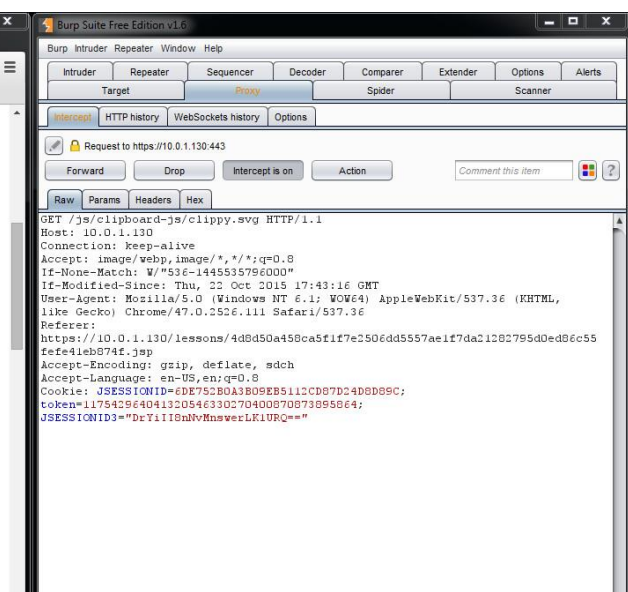 Burp Suite Free Edition v1.6
Burp Intruder Repeater Window Help
Intruder Repeater Sequencer Decoder Comparer Extender Options Alerts
Target Proxy Spider Scanner
Intercept HTTP history WebSockets history Options
Request to https://10.0.1.130:443
Forward Drop Intercept is on Action Comment this item ?
Raw Params Headers Hex
GET /js/clipboard-js/clippy.svg HTTP/1.1
Host: 10.0.1.130
Connection: keep-alive
Accept: image/webp,image/*,*/*;q=0.8
If-None-Match: W/"536-1445535796000"
If-Modified-Since: Thu, 22 Oct 2015 17:43:16 GMT
User-Agent: Mozilla/5.0 (Windows NT 6.1; WOW64) AppleWebKit/537.36 (KHTML,
like Gecko) Chrome/47.0.2526.111 Safari/537.36
Referer:
https://10.0.1.130/lessons/4d8d50a458ca5f1f7e2506dd5557ae1f7da21282795d0ed86c55
fefe41eb874f.jsp
Accept-Encoding: gzip, deflate, sdch
Accept-Language: en-US,en;q=0.8
Cookie: JSESSIONID=6DE752B0A3B09EB5112CD87D24D8D89C;
token=117542964041320546330270400870873895864;
JSESSIONID3="DrYiII8nNvMnswerLK1URQ=="